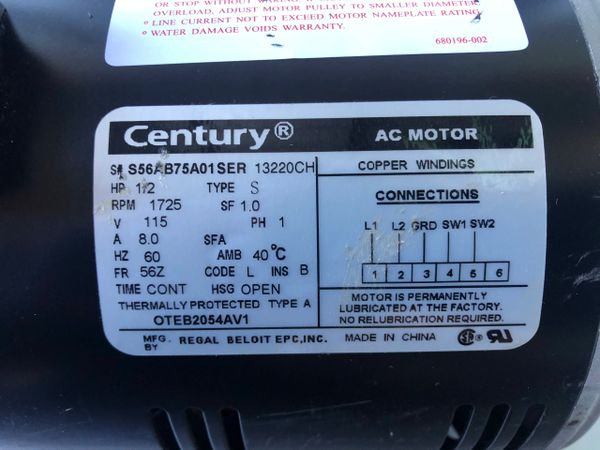 OR STOP WITHOUT WARNING. IF
OVERLOAD, ADJUST MOTOR PULLEY TO SMALLER DIAMETER
LINE CURRENT NOT TO EXCEED MOTOR NAMEPLATE RATING
WATER DAMAGE VOIDS WARRANTY.
680196-002
Century® AC MOTOR
S# S56AB75A01 SER 13220CH
HP 1/2 TYPE S
RPM 1725 SF 1.0
V 115 PH 1
A 8.0 SFA
HZ 60 AMB 40°C
FR 56Z CODE L INS B
TIME CONT HSG OPEN
THERMALLY PROTECTED TYPE A
OTEB2054AV1
COPPER WINDINGS
CONNECTIONS
L1 L2 GRD SW1 SW2
1 2 3 4 5 6
MOTOR IS PERMANENTLY
LUBRICATED AT THE FACTORY.
NO RELUBRICATION REQUIRED.
MFG. BY REGAL BELOIT EPC, INC. MADE IN CHINA